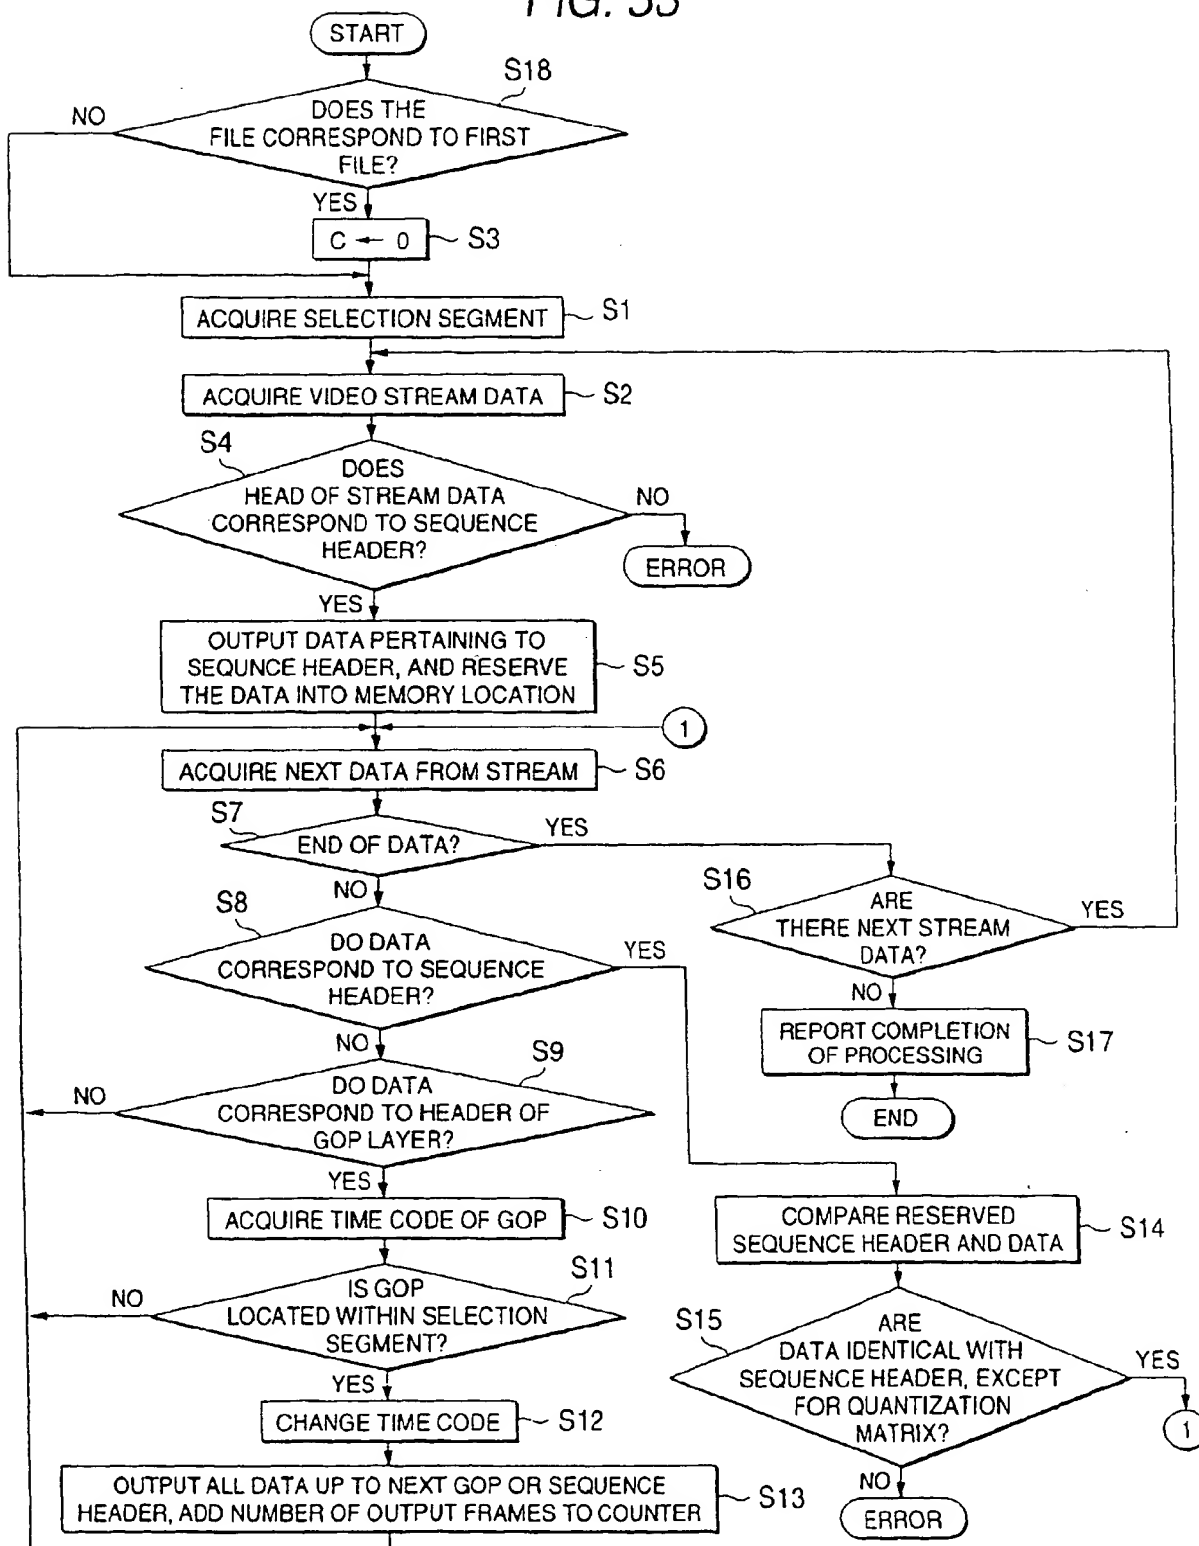 FIG. 33
START
S18
DOES THE
FILE CORRESPOND TO FIRST
FILE?
NO
YES
C ← 0
S3
ACQUIRE SELECTION SEGMENT
S1
ACQUIRE VIDEO STREAM DATA
S2
S4
DOES
HEAD OF STREAM DATA
CORRESPOND TO SEQUENCE
HEADER?
NO
ERROR
YES
OUTPUT DATA PERTAINING TO
SEQUNCE HEADER, AND RESERVE
THE DATA INTO MEMORY LOCATION
S5
1
ACQUIRE NEXT DATA FROM STREAM
S6
S7
END OF DATA?
YES
NO
S16
ARE
THERE NEXT STREAM
DATA?
YES
NO
REPORT COMPLETION
OF PROCESSING
S17
END
S8
DO DATA
CORRESPOND TO SEQUENCE
HEADER?
YES
NO
S9
DO DATA
CORRESPOND TO HEADER OF
GOP LAYER?
NO
YES
ACQUIRE TIME CODE OF GOP
S10
S11
IS GOP
LOCATED WITHIN SELECTION
SEGMENT?
NO
YES
CHANGE TIME CODE
S12
OUTPUT ALL DATA UP TO NEXT GOP OR SEQUENCE
HEADER, ADD NUMBER OF OUTPUT FRAMES TO COUNTER
S13
COMPARE RESERVED
SEQUENCE HEADER AND DATA
S14
S15
ARE
DATA IDENTICAL WITH
SEQUENCE HEADER, EXCEPT
FOR QUANTIZATION
MATRIX?
YES
1
NO
ERROR